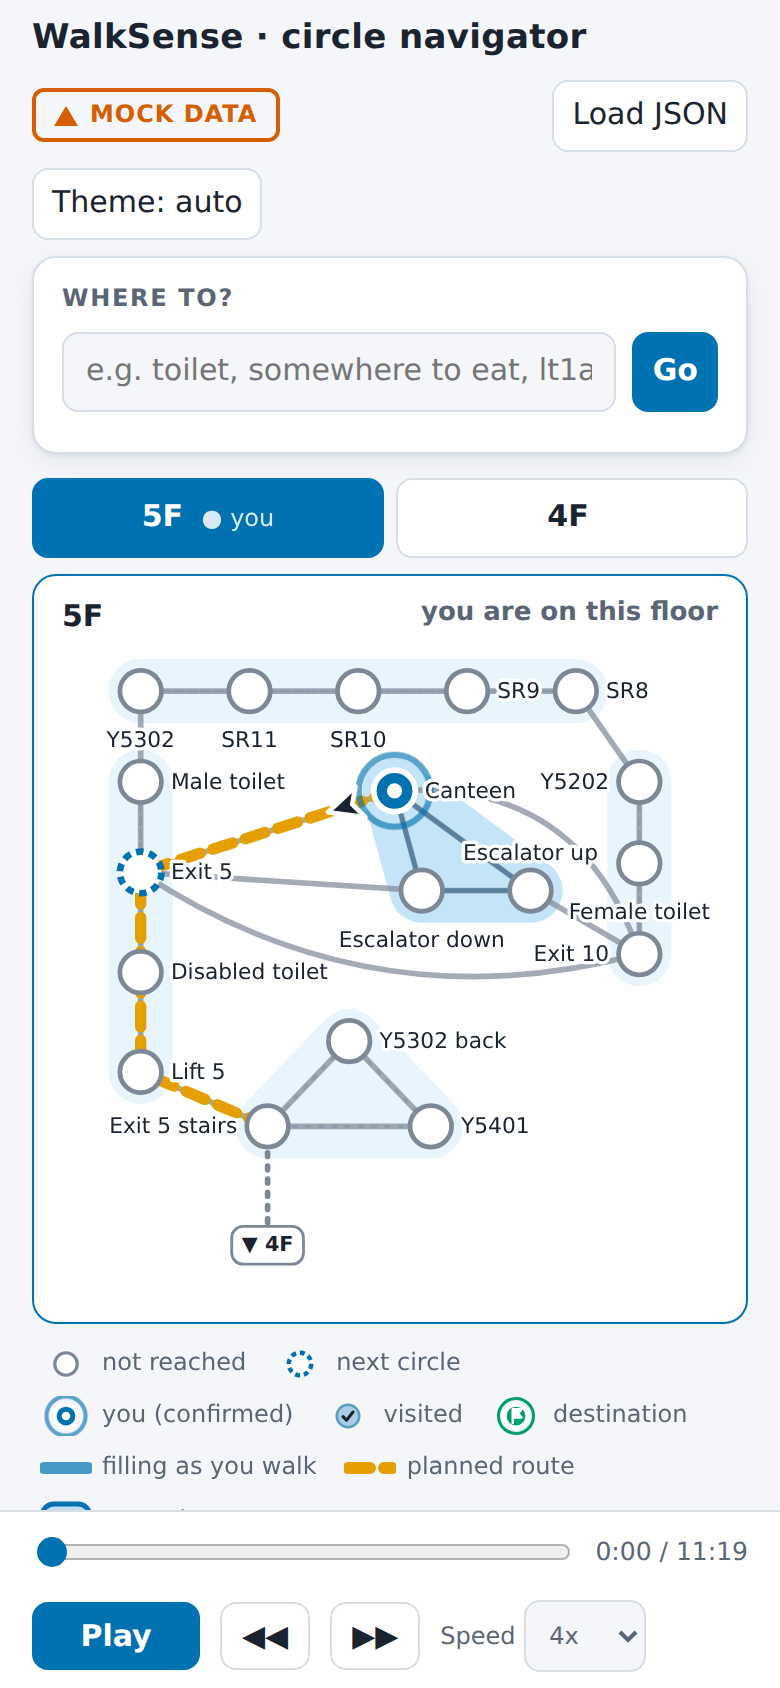 WalkSense · circle navigator
MOCK DATA
Load JSON
Theme: auto
WHERE TO?
e.g. toilet, somewhere to eat, lt1a
Go
5F ● you
4F
5F
you are on this floor
SR9
SR8
Y5302
SR11
SR10
Male toilet
Canteen
Y5202
Escalator up
Exit 5
Female toilet
Escalator down
Exit 10
Disabled toilet
Y5302 back
Lift 5
Exit 5 stairs
Y5401
▼ 4F
not reached
next circle
you (confirmed)
visited
destination
filling as you walk
planned route
0:00 / 11:19
Play
◀◀
▶▶
Speed
4x